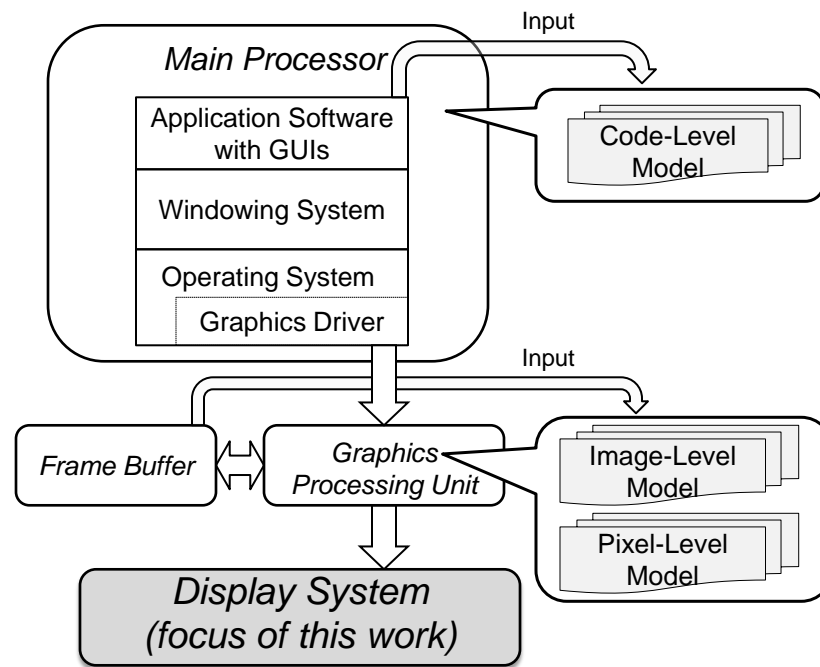 Input
Main Processor
Application Software
with GUIs
Code-Level
Model
Windowing System
Operating System
Graphics Driver
Input
Frame Buffer
Graphics
Processing Unit
Image-Level
Model
Pixel-Level
Model
Display System
(focus of this work)